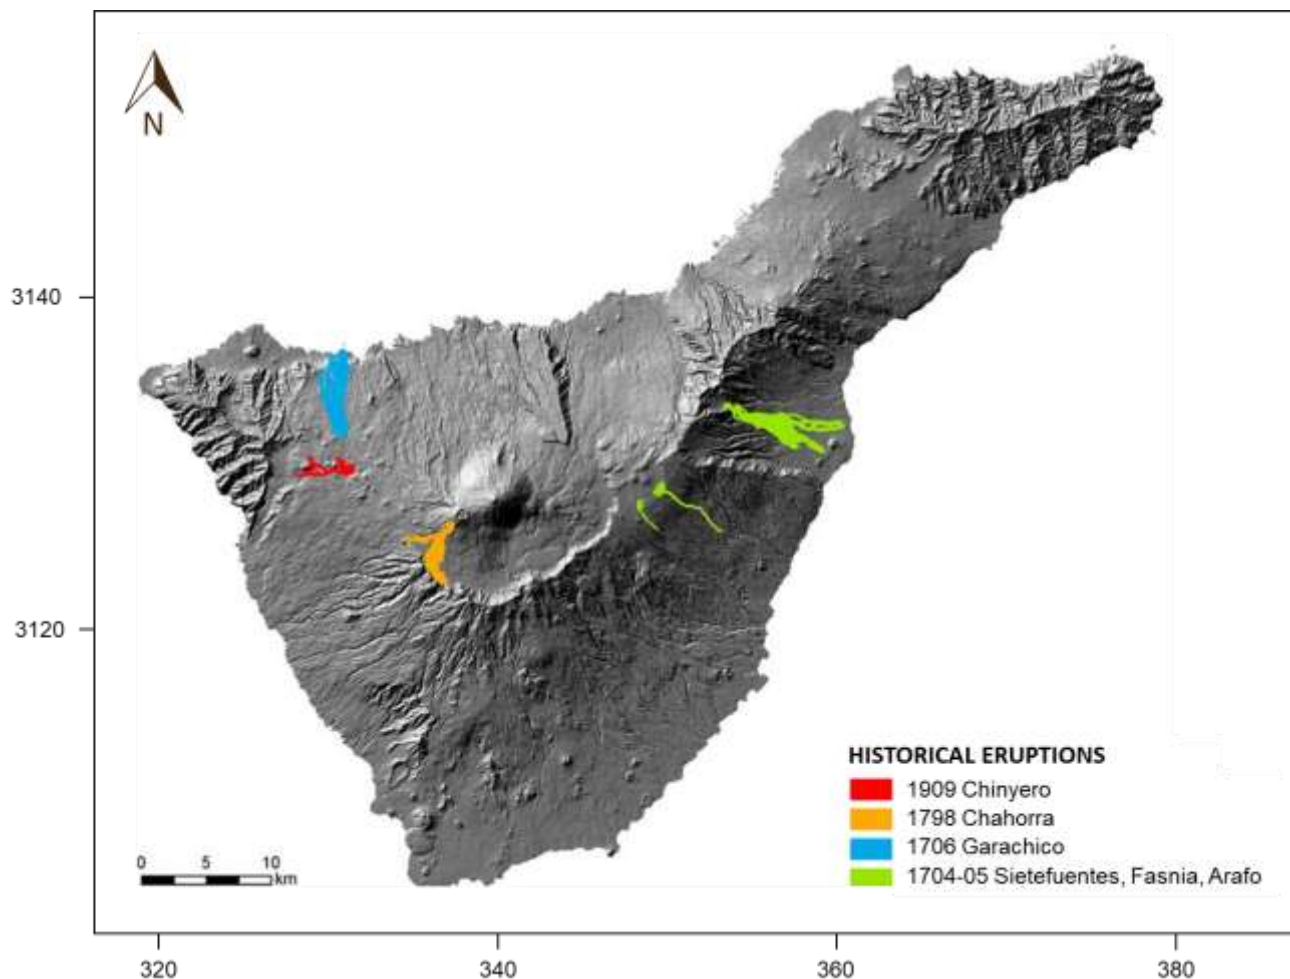 N
3140
3120
HISTORICAL ERUPTIONS
1909 Chinyero
1798 Chahorra
1706 Garachico
1704-05 Sietefuentes, Fasnia, Arafo
0 5 10
km
320 340 360 380